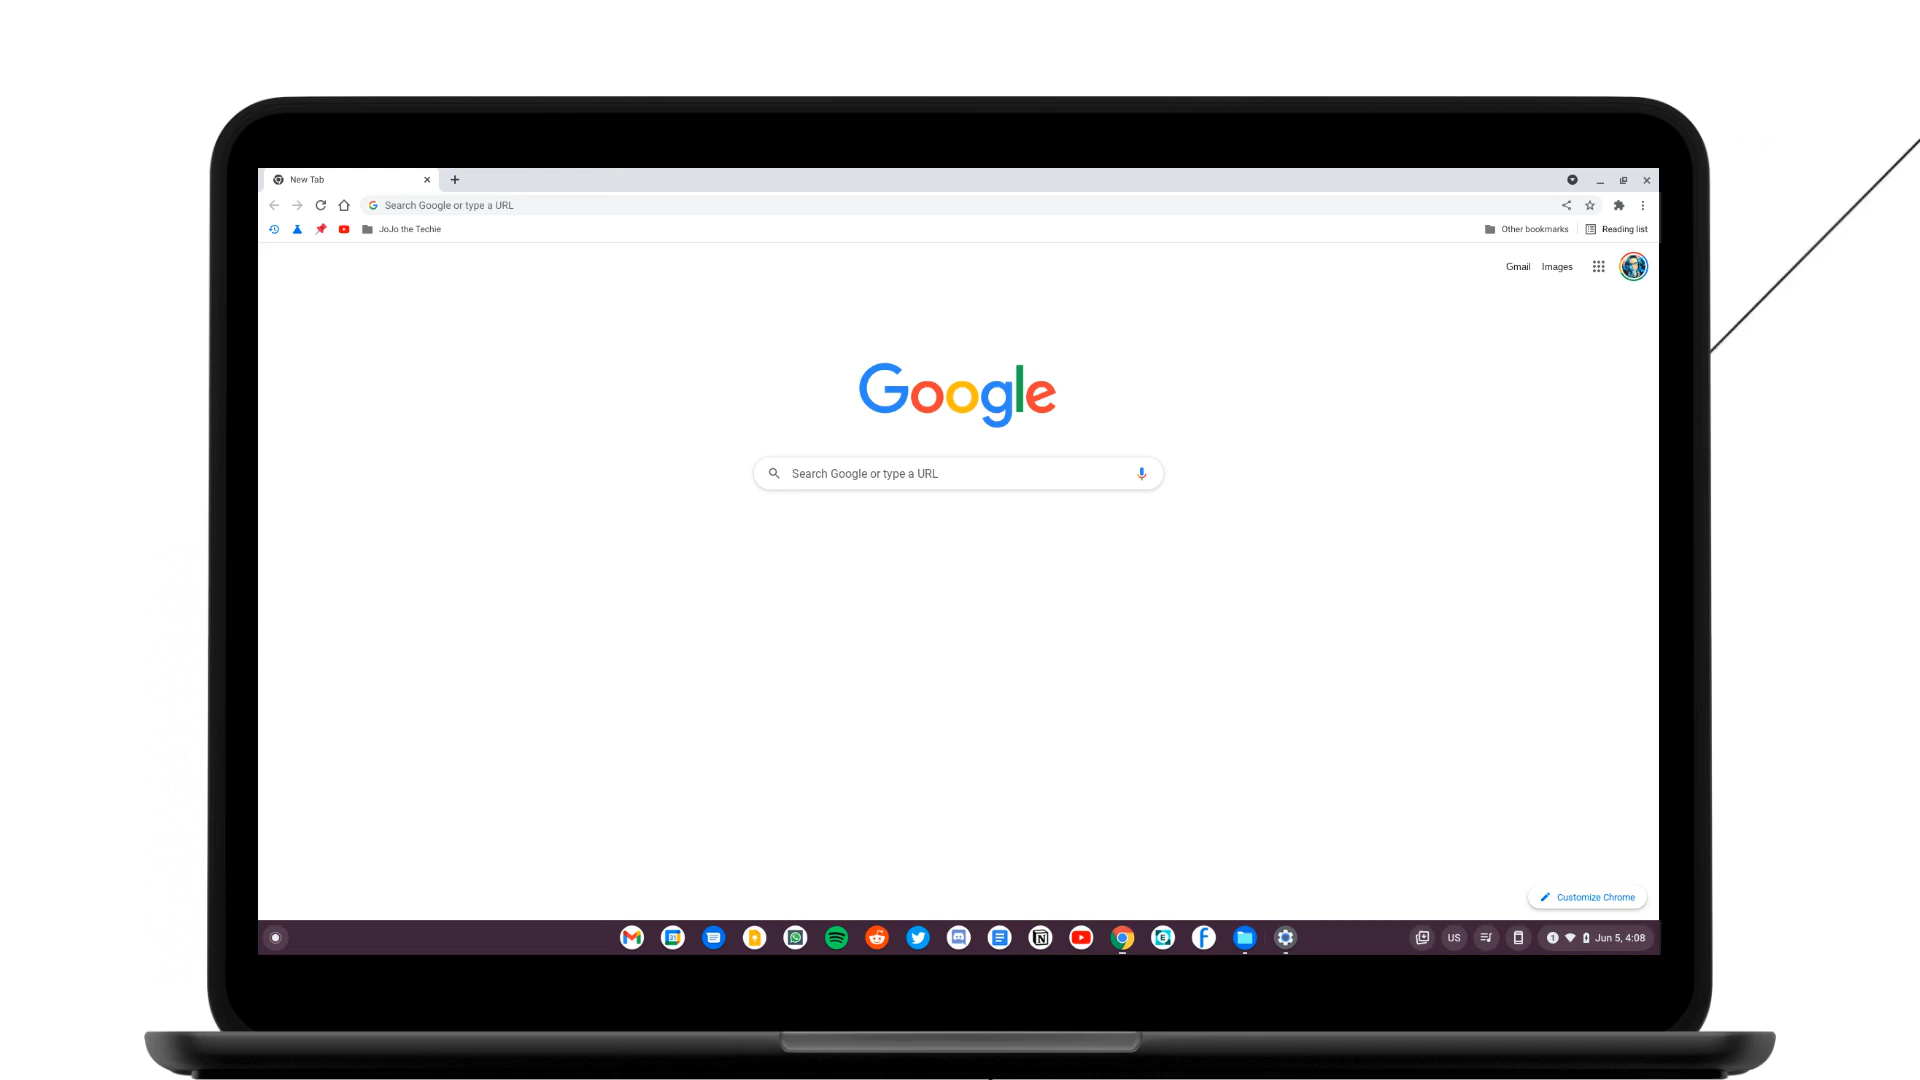 New Tab
Search Google or type a URL
JoJo the Techie
Other bookmarks
Reading list
Gmail
Images
Google
Search Google or type a URL
Customize Chrome
US
1
Jun 5, 4:08